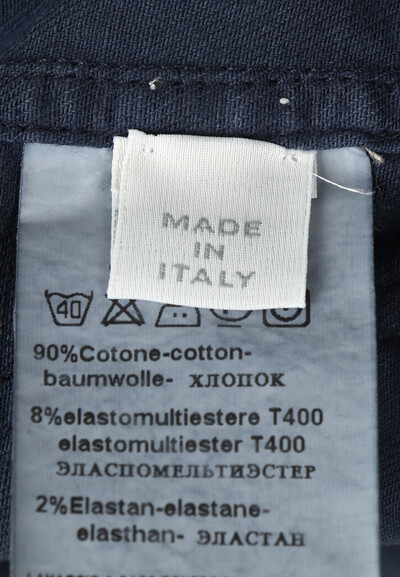 MADE
IN
ITALY
40
90%Cotone-cotton-
baumwolle- хлопок
8%elastomultiestere T400
elastomultiester T400
ЭЛАСПОМЕЛЬТИЭСТЕР
2%Elastan-elastane-
elasthan- ЭЛАСТАН